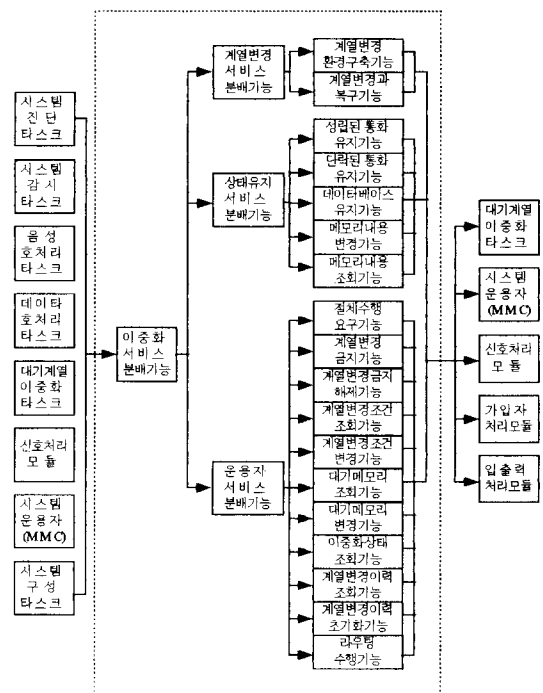 시스템
진 단
타스크
시스템
감 시
타스크
음 성
호처리
타스크
데이타
호처리
타스크
대기계열
이중화
타스크
신호처리
모 듈
시스템
운용자
(MMC)
시스템
구성
타스크
이중화
서비스
분배기능
계열변경
서비스
분배기능
상태유지
서비스
분배기능
운용자
서비스
분배기능
계열변경
환경구축기능
계열변경과
복구기능
성립된 통화
유지기능
단락된 통화
유지기능
데이타베이스
유지기능
메모리내용
변경기능
메모리내용
조회기능
절체수행
요구기능
계열변경
금지기능
계열변경금지
해제기능
계열변경조건
조회기능
계열변경조건
변경기능
대기메모리
조회기능
대기메모리
변경기능
이중화상태
조회기능
계열변경이력
조회기능
계열변경이력
초기화기능
라우팅
수행기능
대기계열
이중화
타스크
시스템
운용자
(MMC)
신호처리
모 듈
가입자
처리모듈
입출력
처리모듈